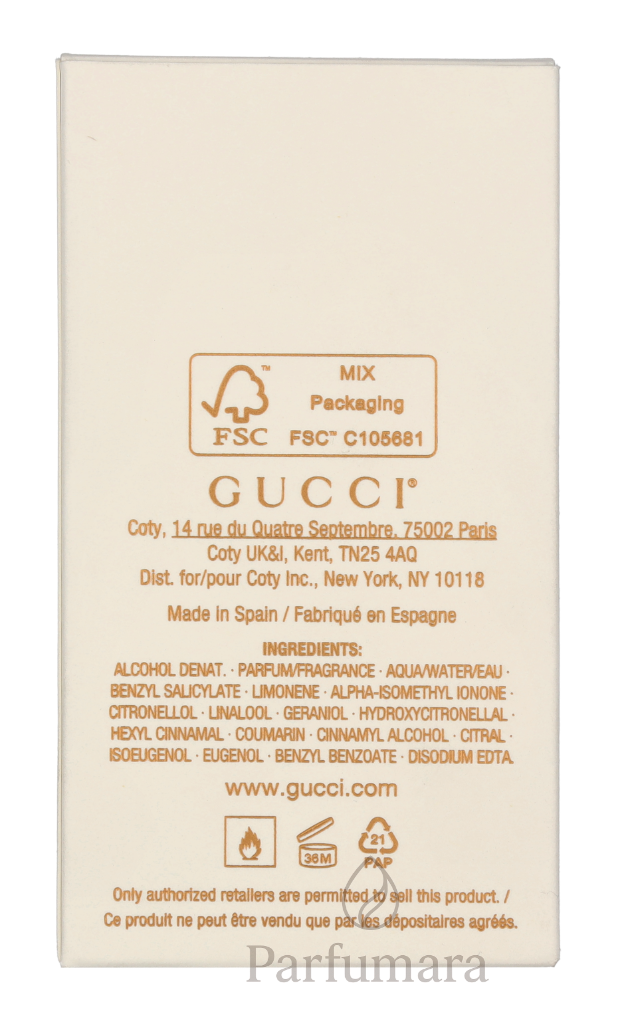 MIX
Packaging
FSC™ C105681
™
FSC
GUCCI®
Coty, 14 rue du Quatre Septembre, 75002 Paris
Coty UK&I, Kent, TN25 4AQ
Dist. for/pour Coty Inc., New York, NY 10118
Made in Spain / Fabriqué en Espagne
INGREDIENTS:
ALCOHOL DENAT. · PARFUM/FRAGRANCE · AQUA/WATER/EAU ·
BENZYL SALICYLATE · LIMONENE · ALPHA-ISOMETHYL IONONE ·
CITRONELLOL · LINALOOL · GERANIOL · HYDROXYCITRONELLAL ·
HEXYL CINNAMAL · COUMARIN · CINNAMYL ALCOHOL · CITRAL ·
ISOEUGENOL · EUGENOL · BENZYL BENZOATE · DISODIUM EDTA.
www.gucci.com
36M
21
PAP
Only authorized retailers are permitted to sell this product. /
Ce produit ne peut être vendu que par les dépositaires agréés.
Parfumara